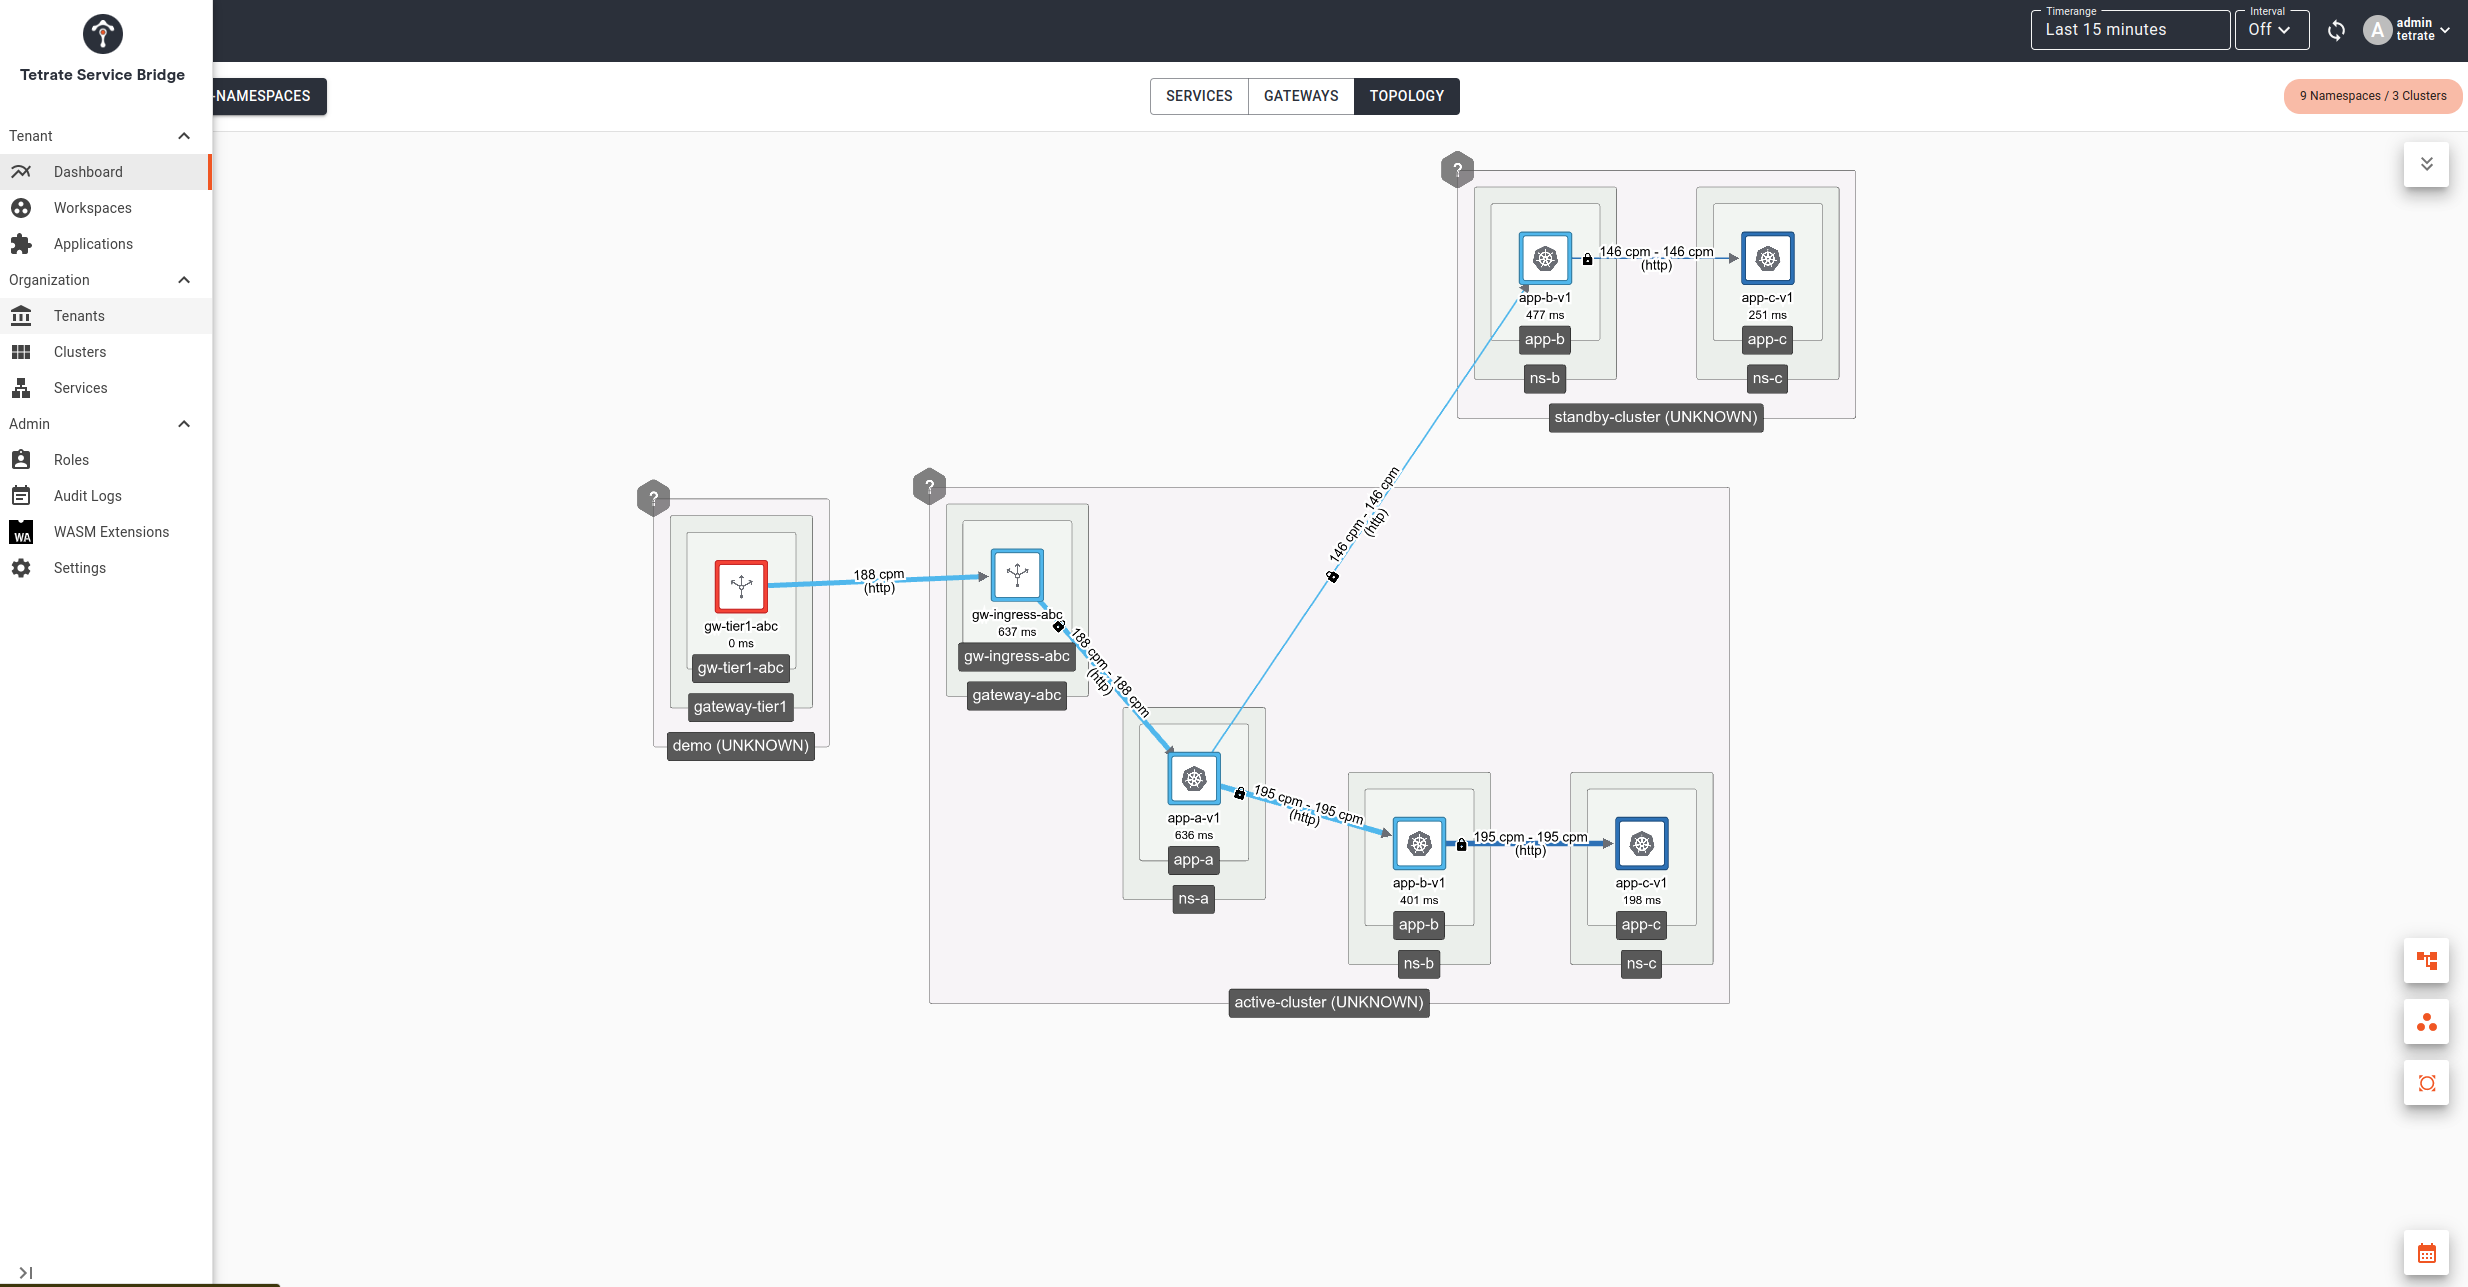 Tetrate Service Bridge
Tenant
Dashboard
Workspaces
Applications
Organization
Tenants
Clusters
Services
Admin
Roles
Audit Logs
WA
WASM Extensions
Settings
Timerange
Last 15 minutes
Interval
Off
A
admin
tetrate
-NAMESPACES
SERVICES
GATEWAYS
TOPOLOGY
9 Namespaces / 3 Clusters
?
app-b-v1
477 ms
app-b
ns-b
146 cpm - 146 cpm
(http)
app-c-v1
251 ms
app-c
ns-c
standby-cluster (UNKNOWN)
146 cpm - 146 cpm
(http)
?
gw-tier1-abc
0 ms
gw-tier1-abc
gateway-tier1
demo (UNKNOWN)
188 cpm
(http)
?
gw-ingress-abc
637 ms
gw-ingress-abc
gateway-abc
188 cpm - 188 cpm
(http)
app-a-v1
636 ms
app-a
ns-a
195 cpm - 195 cpm
(http)
app-b-v1
401 ms
app-b
ns-b
195 cpm - 195 cpm
(http)
app-c-v1
198 ms
app-c
ns-c
active-cluster (UNKNOWN)